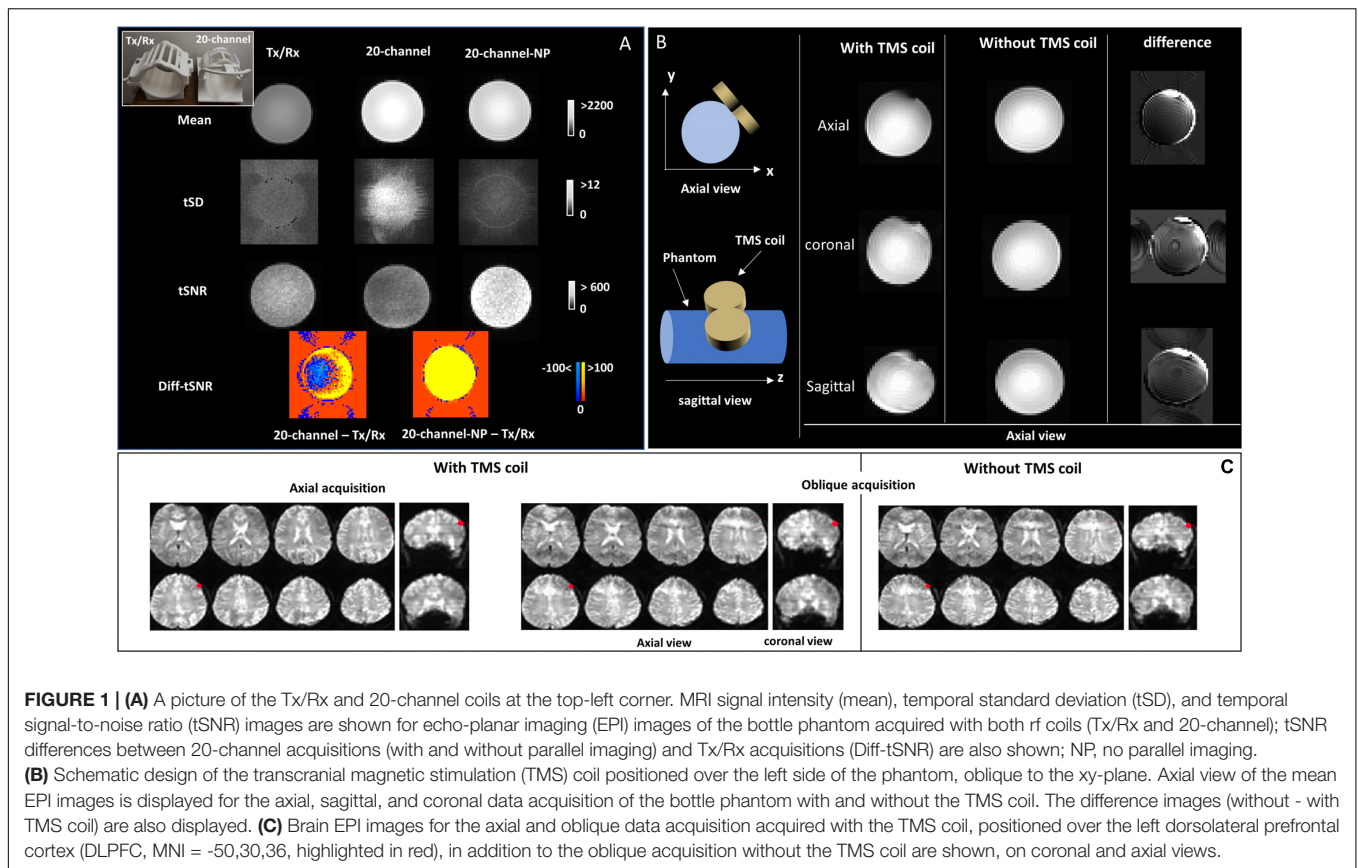 Tx/Rx
20-channel
A
Tx/Rx
20-channel
20-channel-NP
Mean
>2200
0
tSD
>12
0
tSNR
> 600
0
Diff-tSNR
-100<
>100
0
20-channel – Tx/Rx
20-channel-NP – Tx/Rx
B
With TMS coil
Without TMS coil
difference
y
x
Axial view
Axial
TMS coil
Phantom
coronal
z
sagittal view
Sagittal
Axial view
With TMS coil
Without TMS coil
C
Axial acquisition
Oblique acquisition
Axial view
coronal view
FIGURE 1 | (A) A picture of the Tx/Rx and 20-channel coils at the top-left corner. MRI signal intensity (mean), temporal standard deviation (tSD), and temporal
signal-to-noise ratio (tSNR) images are shown for echo-planar imaging (EPI) images of the bottle phantom acquired with both rf coils (Tx/Rx and 20-channel); tSNR
differences between 20-channel acquisitions (with and without parallel imaging) and Tx/Rx acquisitions (Diff-tSNR) are also shown; NP, no parallel imaging.
(B) Schematic design of the transcranial magnetic stimulation (TMS) coil positioned over the left side of the phantom, oblique to the xy-plane. Axial view of the mean
EPI images is displayed for the axial, sagittal, and coronal data acquisition of the bottle phantom with and without the TMS coil. The difference images (without - with
TMS coil) are also displayed. (C) Brain EPI images for the axial and oblique data acquisition acquired with the TMS coil, positioned over the left dorsolateral prefrontal
cortex (DLPFC, MNI = -50,30,36, highlighted in red), in addition to the oblique acquisition without the TMS coil are shown, on coronal and axial views.